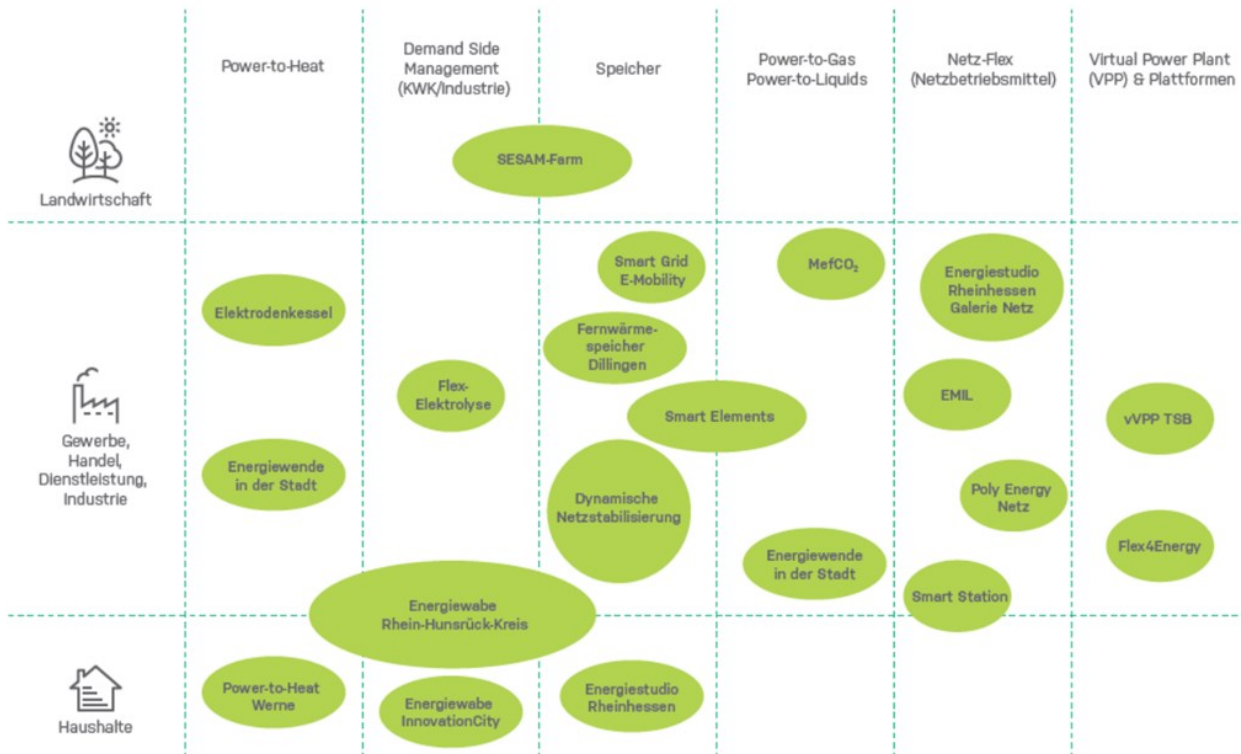 Power-to-Heat
Demand Side
Management
(KWK/Industrie)
Speicher
Power-to-Gas
Power-to-Liquids
Netz-Flex
(Netzbetriebsmittel)
Virtual Power Plant
(VPP) & Plattformen
Landwirtschaft
SESAM-Farm
Gewerbe,
Handel,
Dienstleistung,
Industrie
Elektrodenkessel
Energiewende
in der Stadt
Flex-
Elektrolyse
Smart Grid
E-Mobility
Fernwärme-
speicher
Dillingen
Smart Elements
Dynamische
Netzstabilisierung
MefCO₂
Energiewende
in der Stadt
Energiestudio
Rheinhessen
Galerie Netz
EMIL
Poly Energy
Netz
Smart Station
vVPP TSB
Flex4Energy
Energiewabe
Rhein-Hunsrück-Kreis
Haushalte
Power-to-Heat
Werne
Energiewabe
InnovationCity
Energiestudio
Rheinhessen